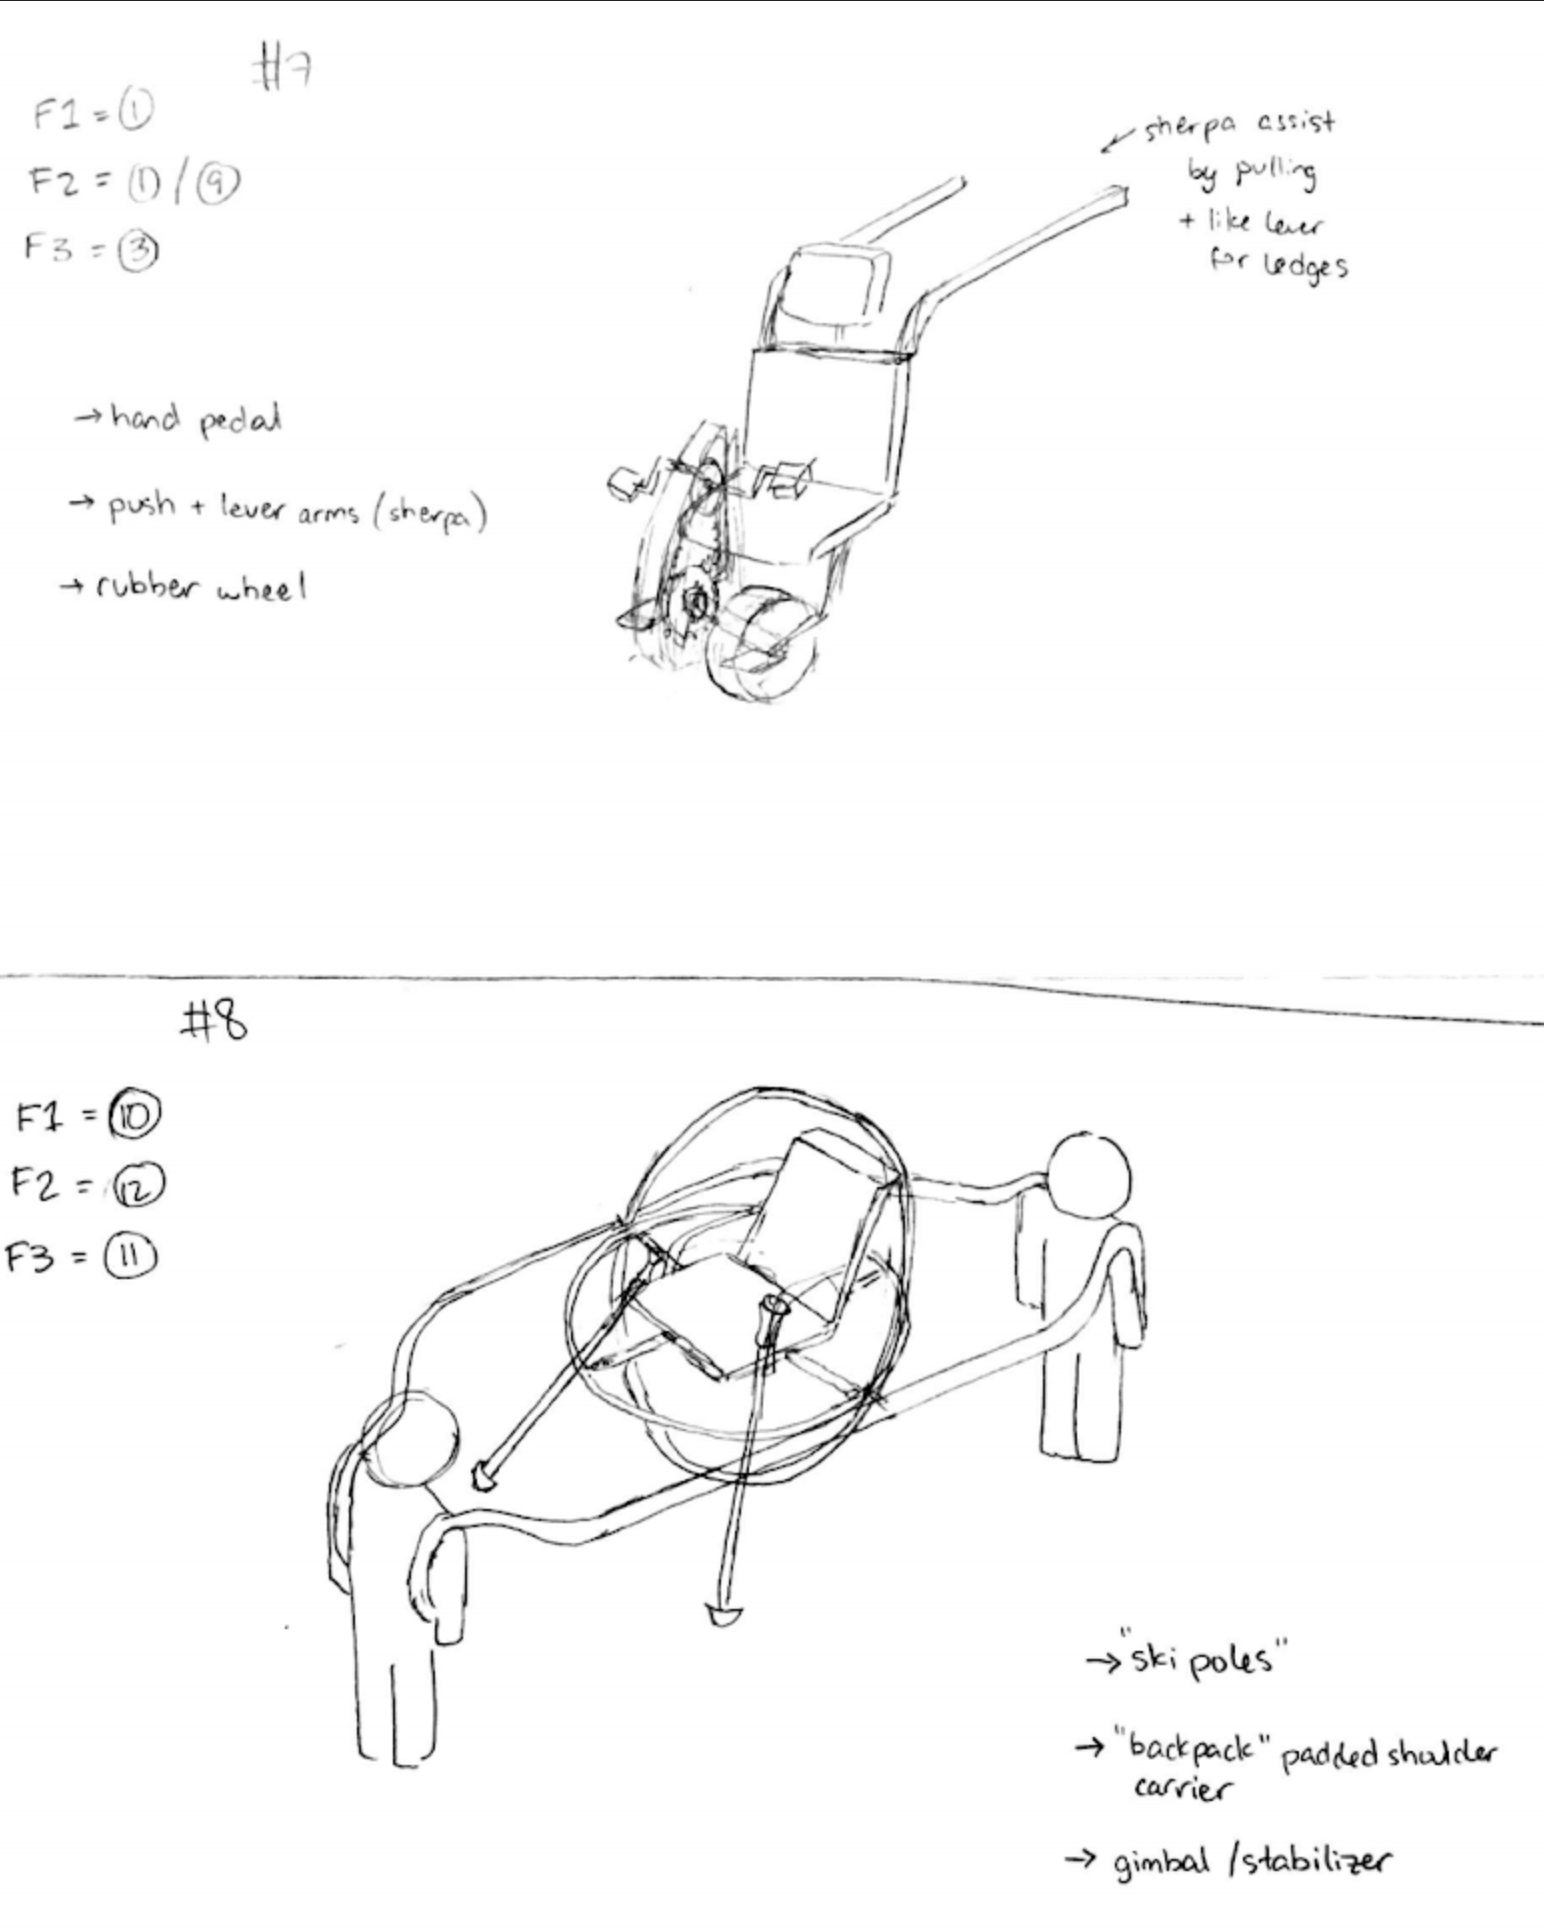 #7
F1 = ①
F2 = ① / ⑨
F3 = ③
sherpa assist
by pulling
+ like lever
for ledges
→ hand pedal
→ push + lever arms (sherpa)
→ rubber wheel
#8
F1 = ⑩
F2 = ⑫
F3 = ⑪
→ "ski poles"
→ "backpack" padded shoulder
carrier
→ gimbal / stabilizer